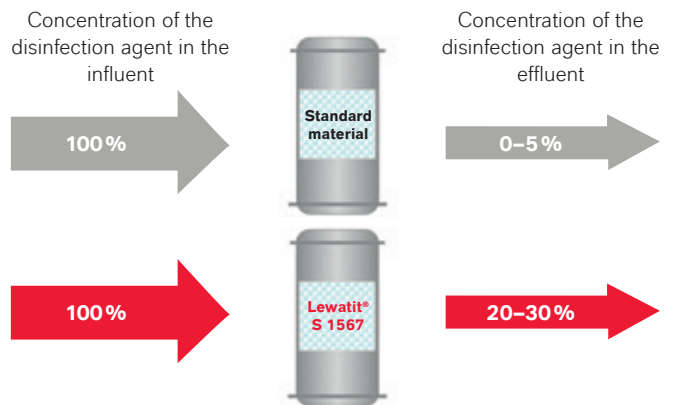 Concentration of the
disinfection agent in the
influent
Concentration of the
disinfection agent in the
effluent
100 %
Standard
material
0–5 %
100 %
Lewatit®
S 1567
20–30 %